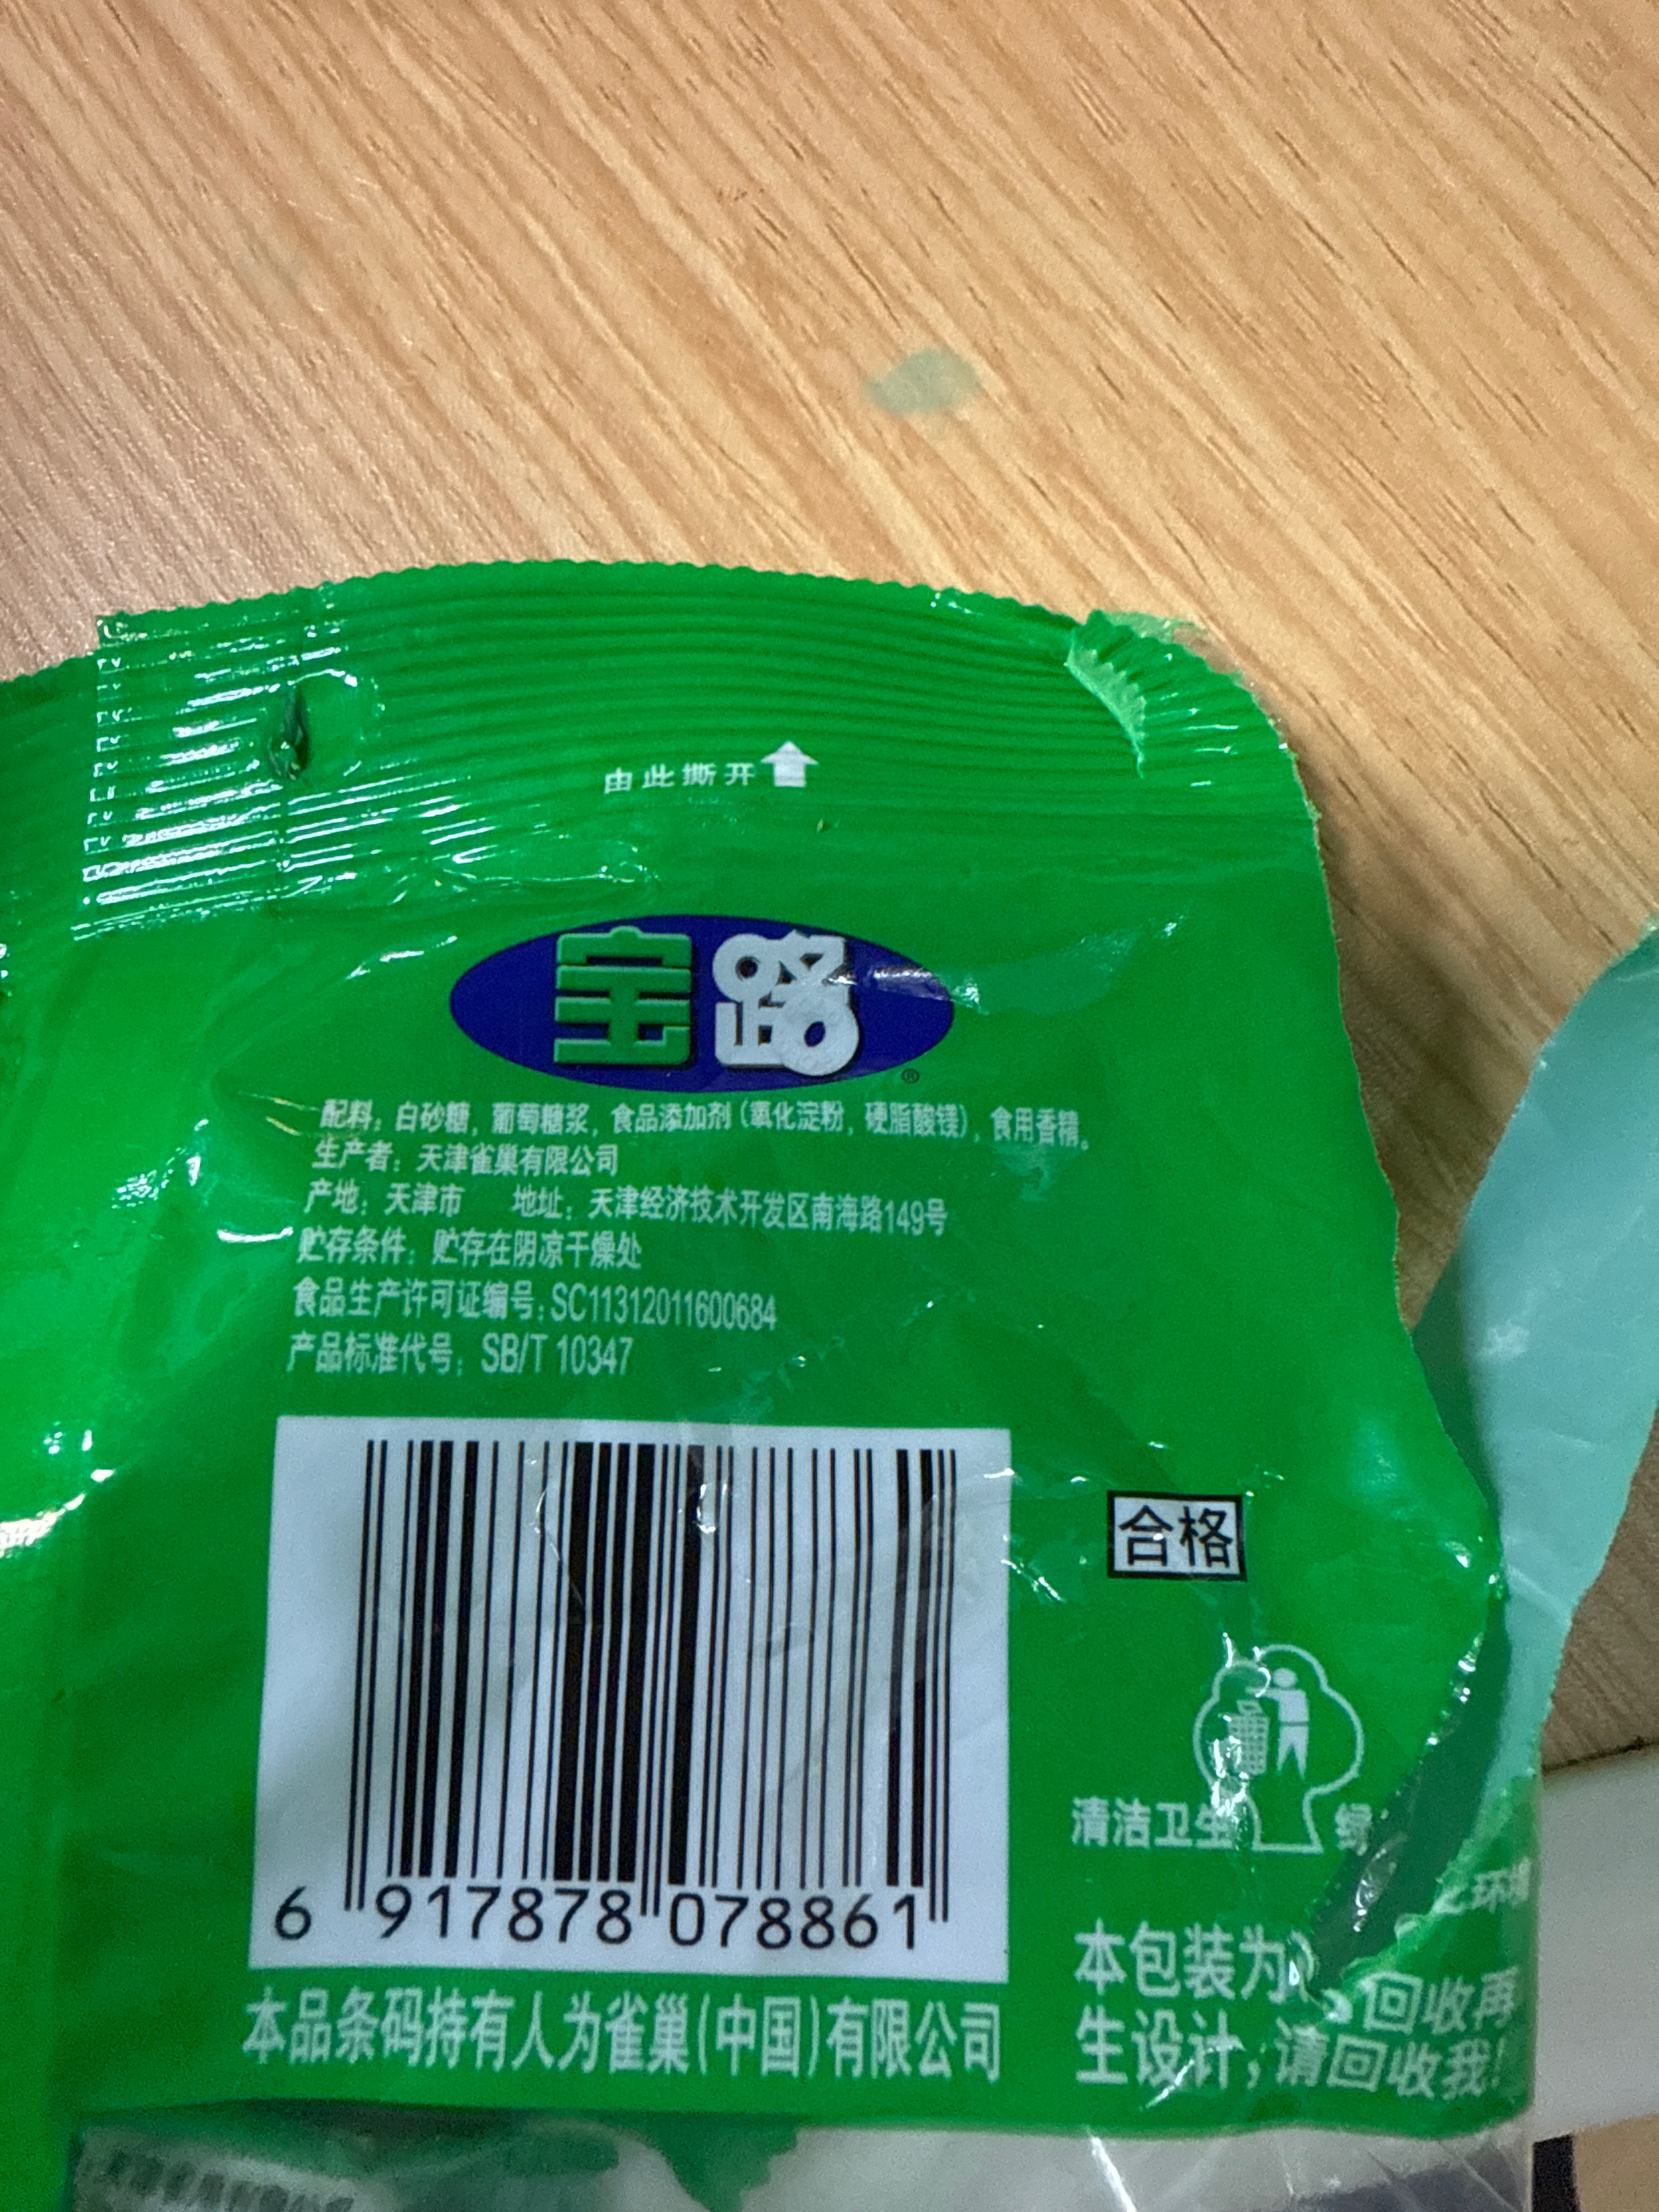 由此撕开
宝路
®
配料：白砂糖，葡萄糖浆，食品添加剂（氧化淀粉，硬脂酸镁），食用香精。
生产者：天津雀巢有限公司
产地：天津市 地址：天津经济技术开发区南海路149号
贮存条件：贮存在阴凉干燥处
食品生产许可证编号：SC11312011600684
产品标准代号：SB/T 10347
合格
6 917878 078861
清洁卫生 绿 环境
本包装为 回收再
生设计，请回收我！
本品条码持有人为雀巢（中国）有限公司